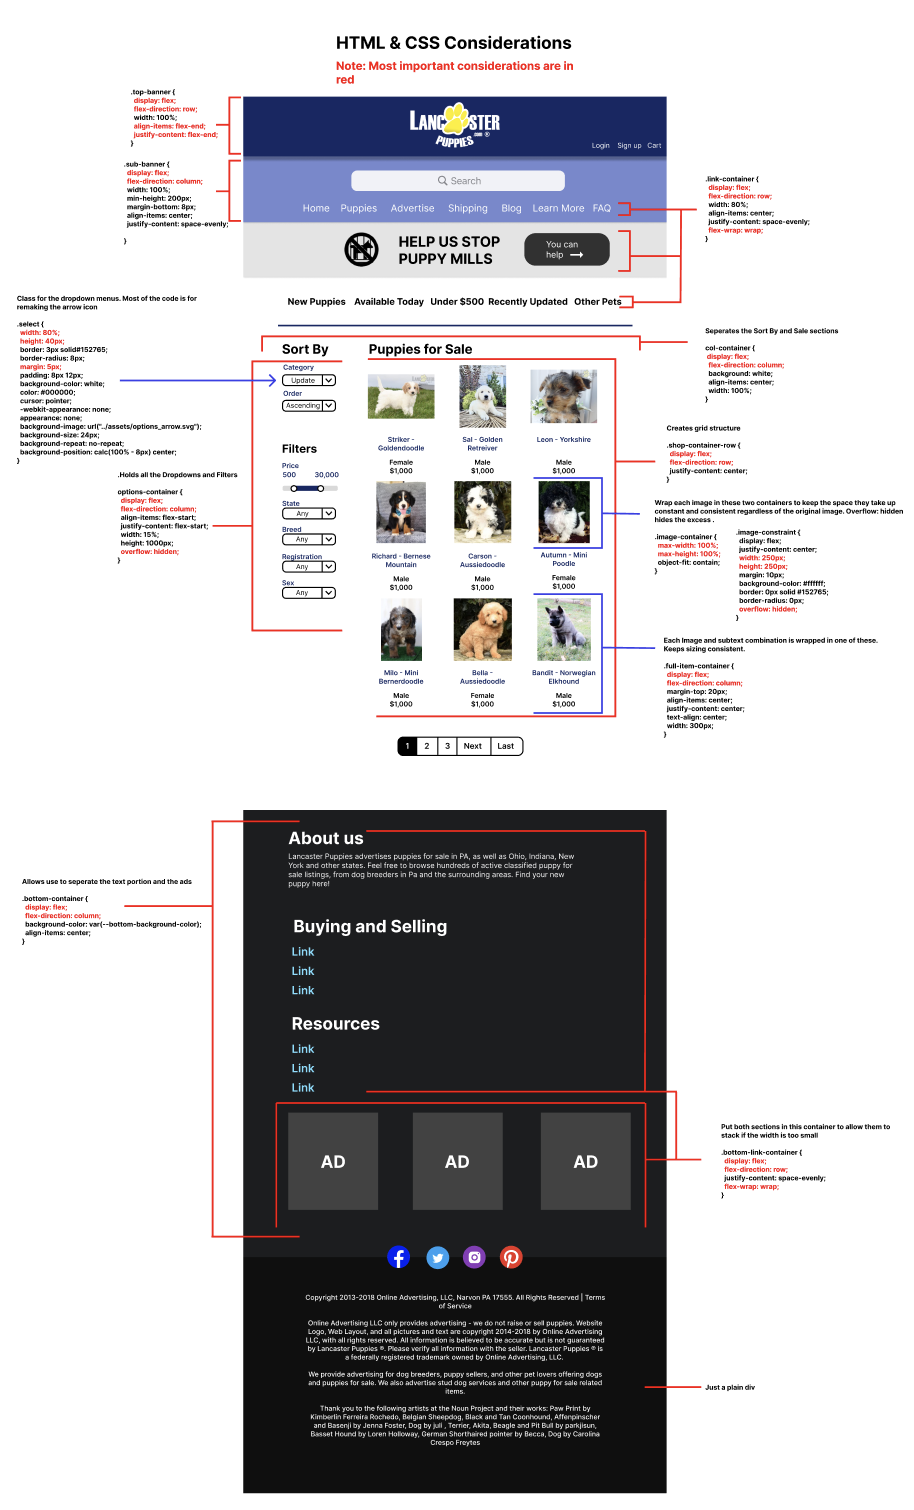 HTML & CSS Considerations
Note: Most important considerations are in
red
.top-banner {
display: flex;
flex-direction: row;
width: 100%;
align-items: flex-end;
justify-content: flex-end;
}
LANCASTER
PUPPIES .com ®
Login Sign up Cart
.sub-banner {
display: flex;
flex-direction: column;
width: 100%;
min-height: 200px;
margin-bottom: 8px;
align-items: center;
justify-content: space-evenly;
}
Search
Home Puppies Advertise Shipping Blog Learn More FAQ
.link-container {
display: flex;
flex-direction: row;
width: 80%;
align-items: center;
justify-content: space-evenly;
flex-wrap: wrap;
}
HELP US STOP
PUPPY MILLS
You can
help
New Puppies Available Today Under $500 Recently Updated Other Pets
Class for the dropdown menus. Most of the code is for
remaking the arrow icon
.select {
width: 80%;
height: 40px;
border: 3px solid#152765;
border-radius: 8px;
margin: 5px;
padding: 8px 12px;
background-color: white;
color: #000000;
cursor: pointer;
-webkit-appearance: none;
appearance: none;
background-image: url("../assets/options_arrow.svg");
background-size: 24px;
background-repeat: no-repeat;
background-position: calc(100% - 8px) center;
}
.Holds all the Dropdowns and Filters
options-container {
display: flex;
flex-direction: column;
align-items: flex-start;
justify-content: flex-start;
width: 15%;
height: 1000px;
overflow: hidden;
}
Sort By
Category
Update
Order
Ascending
Filters
Price
500 30,000
State
Any
Breed
Any
Registration
Any
Sex
Any
Puppies for Sale
Striker -
Goldendoodle
Female
$1,000
Sal - Golden
Retreiver
Male
$1,000
Leon - Yorkshire
Male
$1,000
Richard - Bernese
Mountain
Male
$1,000
Carson -
Aussiedoodle
Male
$1,000
Autumn - Mini
Poodle
Female
$1,000
Milo - Mini
Bernerdoodle
Male
$1,000
Bella -
Aussiedoodle
Female
$1,000
Bandit - Norwegian
Elkhound
Male
$1,000
1 2 3 Next Last
Seperates the Sort By and Sale sections
col-container {
display: flex;
flex-direction: column;
background: white;
align-items: center;
width: 100%;
}
Creates grid structure
.shop-container-row {
display: flex;
flex-direction: row;
justify-content: center;
}
Wrap each image in these two containers to keep the space they take up
constant and consistent regardless of the original image. Overflow: hidden
hides the excess .
.image-container {
max-width: 100%;
max-height: 100%;
object-fit: contain;
}
.image-constraint {
display: flex;
justify-content: center;
width: 250px;
height: 250px;
margin: 10px;
background-color: #ffffff;
border: 0px solid #152765;
border-radius: 0px;
overflow: hidden;
}
Each Image and subtext combination is wrapped in one of these.
Keeps sizing consistent.
.full-item-container {
display: flex;
flex-direction: column;
margin-top: 20px;
align-items: center;
justify-content: center;
text-align: center;
width: 300px;
}
About us
Lancaster Puppies advertises puppies for sale in PA, as well as Ohio, Indiana, New
York and other states. Feel free to browse hundreds of active classified puppy for
sale listings, from dog breeders in Pa and the surrounding areas. Find your new
puppy here!
Allows use to seperate the text portion and the ads
.bottom-container {
display: flex;
flex-direction: column;
background-color: var(--bottom-background-color);
align-items: center;
}
Buying and Selling
Link
Link
Link
Resources
Link
Link
Link
AD AD AD
Put both sections in this container to allow them to
stack if the width is too small
.bottom-link-container {
display: flex;
flex-direction: row;
justify-content: space-evenly;
flex-wrap: wrap;
}
Copyright 2013-2018 Online Advertising, LLC, Narvon PA 17555. All Rights Reserved | Terms
of Service
Online Advertising LLC only provides advertising - we do not raise or sell puppies. Website
Logo, Web Layout, and all pictures and text are copyright 2014-2018 by Online Advertising
LLC, with all rights reserved. All information is believed to be accurate but is not guaranteed
by Lancaster Puppies ®. Please verify all information with the seller. Lancaster Puppies ® is
a federally registered trademark owned by Online Advertising, LLC.
We provide advertising for dog breeders, puppy sellers, and other pet lovers offering dogs
and puppies for sale. We also advertise stud dog services and other puppy for sale related
items.
Just a plain div
Thank you to the following artists at the Noun Project and their works: Paw Print by
Kimberlin Ferreira Rochedo, Belgian Sheepdog, Black and Tan Coonhound, Affenpinscher
and Basenji by Jenna Foster, Dog by juli , Terrier, Akita, Beagle and Pit Bull by parkjisun,
Basset Hound by Loren Holloway, German Shorthaired pointer by Becca, Dog by Carolina
Crespo Freytes